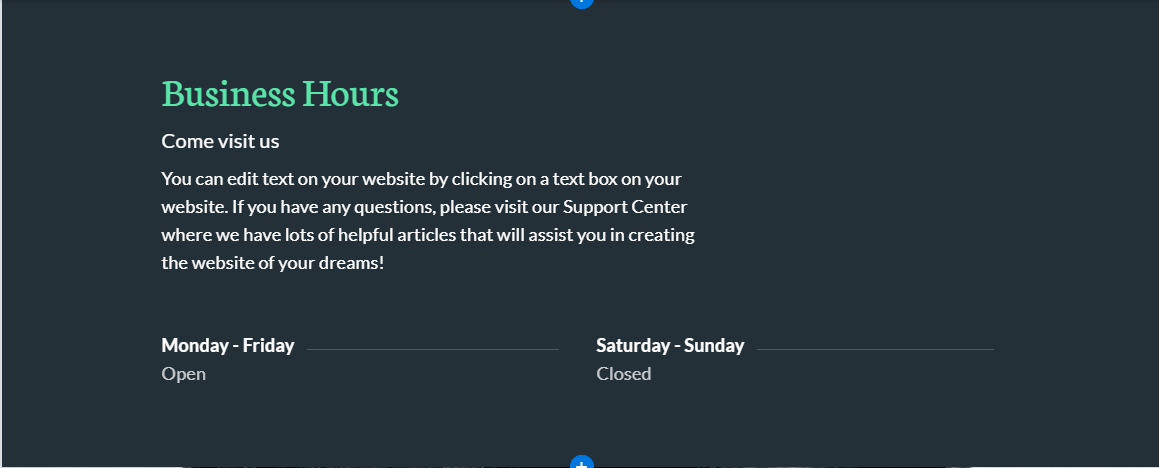 Business Hours
Come visit us
You can edit text on your website by clicking on a text box on your
website. If you have any questions, please visit our Support Center
where we have lots of helpful articles that will assist you in creating
the website of your dreams!
Monday - Friday
Open
Saturday - Sunday
Closed